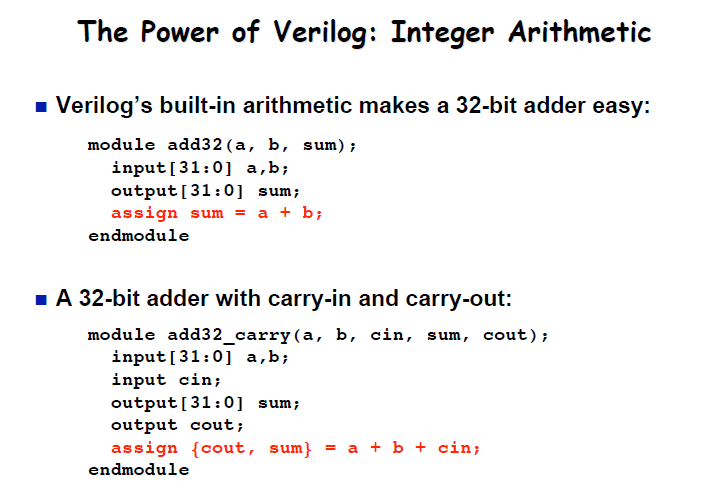 The Power of Verilog: Integer Arithmetic
Verilog's built-in arithmetic makes a 32-bit adder easy:
module add32(a, b, sum);
input[31:0] a,b;
output[31:0] sum;
assign sum = a + b;
endmodule
A 32-bit adder with carry-in and carry-out:
module add32_carry(a, b, cin, sum, cout);
input[31:0] a,b;
input cin;
output[31:0] sum;
output cout;
assign {cout, sum} = a + b + cin;
endmodule